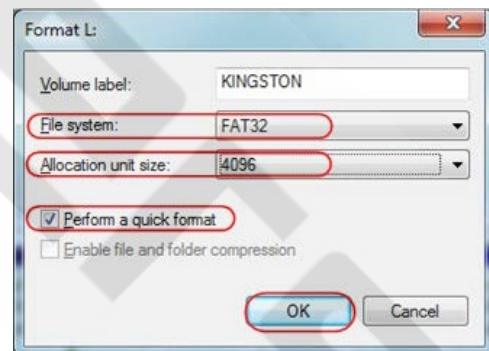 Format L:
Volume label: KINGSTON
File system: FAT32
Allocation unit size: 4096
Perform a quick format
Enable file and folder compression
OK Cancel